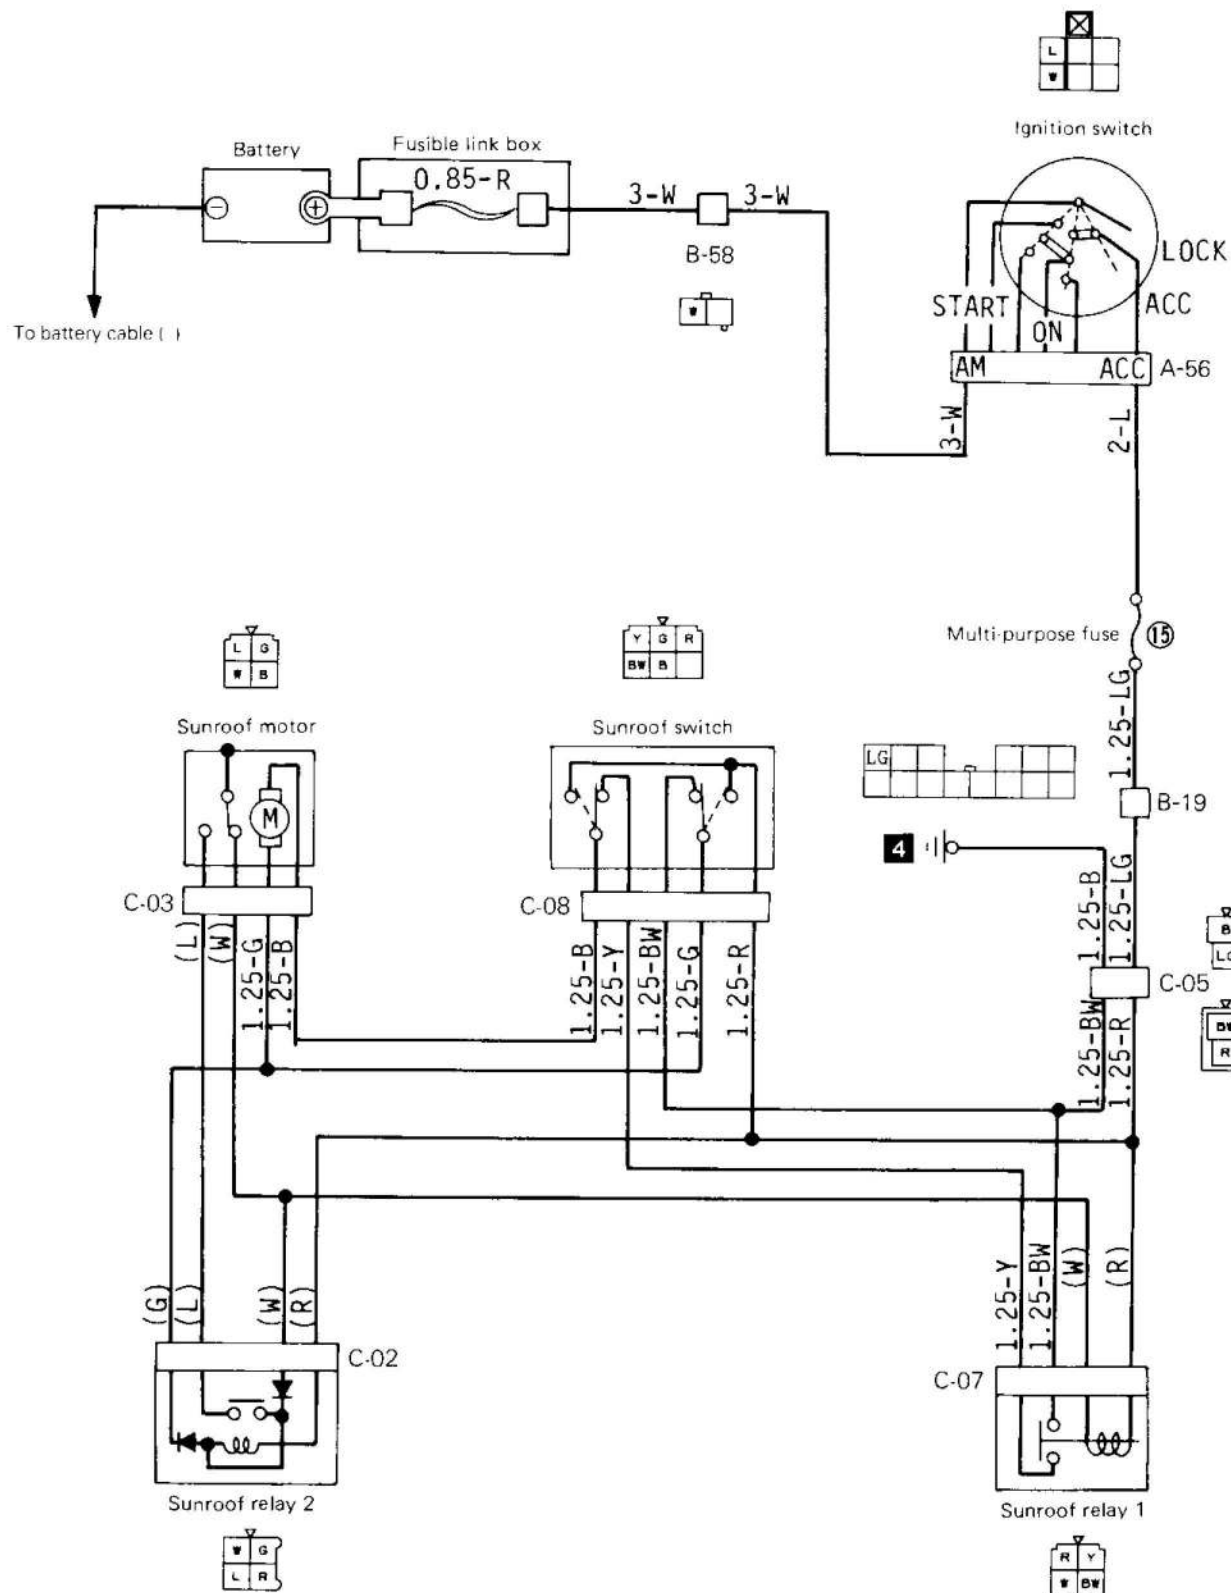 L
W
Ignition switch
Battery
Fusible link box
0.85-R
3-W
3-W
B-58
W
To battery cable (
LOCK
START
ACC
ON
AM
ACC
A-56
3-W
2-L
Multi-purpose fuse
15
1.25-LG
B-19
L G
W B
Sunroof motor
M
C-03
(L)
(W)
1.25-G
1.25-B
Y G R
BW B
Sunroof switch
C-08
1.25-B
1.25-Y
1.25-BW
1.25-G
1.25-R
LG
4
1.25-B
1.25-LG
C-05
1.25-BW
1.25-R
B
BW
R
(G)
(L)
(W)
(R)
C-02
Sunroof relay 2
W G
L R
1.25-Y
1.25-BW
(W)
(R)
C-07
Sunroof relay 1
R Y
W BW